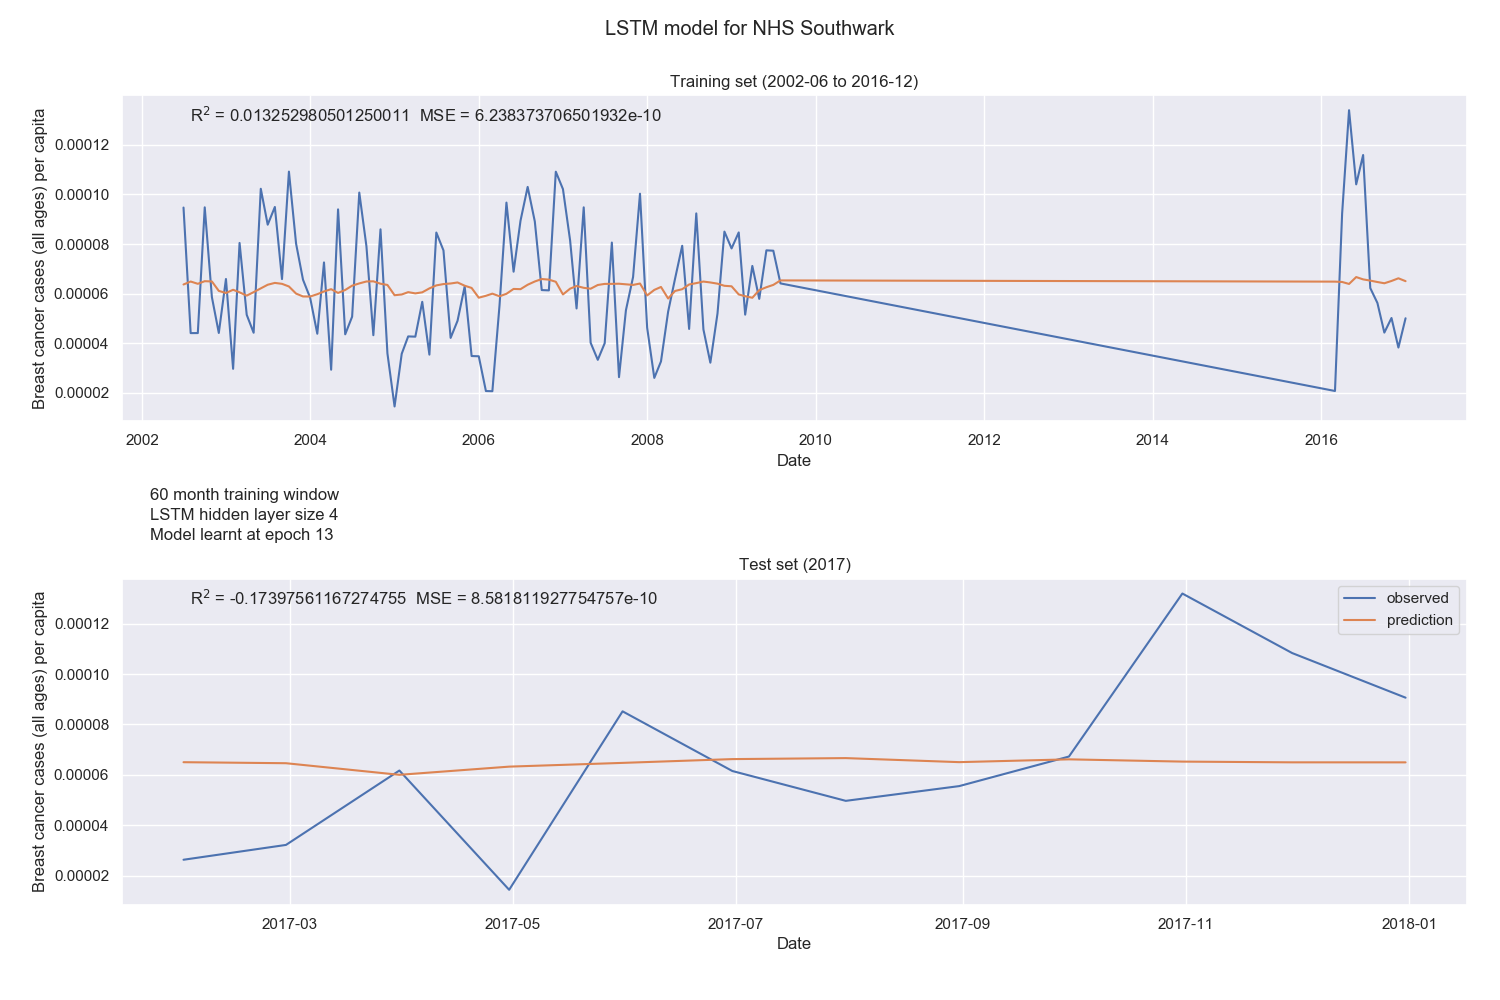 LSTM model for NHS Southwark
Training set (2002-06 to 2016-12)
R² = 0.013252980501250011 MSE = 6.238373706501932e-10
Breast cancer cases (all ages) per capita
0.00012
0.00010
0.00008
0.00006
0.00004
0.00002
2002 2004 2006 2008 2010 2012 2014 2016
Date
60 month training window
LSTM hidden layer size 4
Model learnt at epoch 13
Test set (2017)
R² = -0.17397561167274755 MSE = 8.581811927754757e-10
observed
prediction
Breast cancer cases (all ages) per capita
0.00012
0.00010
0.00008
0.00006
0.00004
0.00002
2017-03 2017-05 2017-07 2017-09 2017-11 2018-01
Date